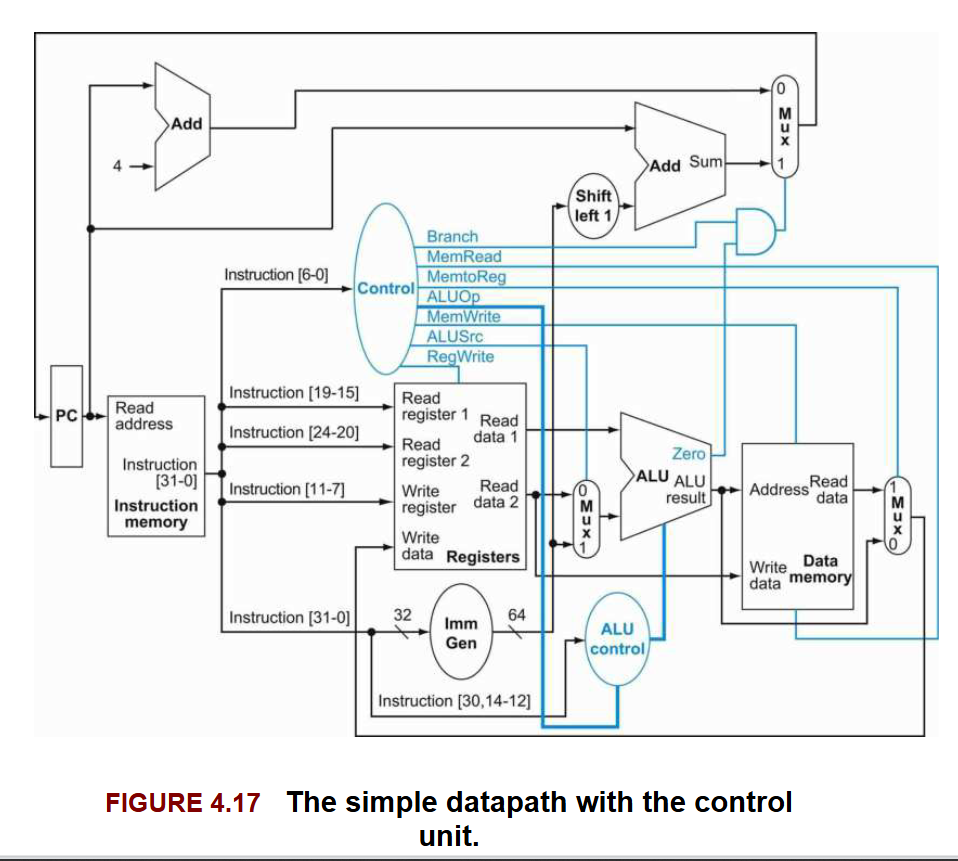 Add
4
0
M
u
x
1
Add Sum
Shift
left 1
Branch
MemRead
MemtoReg
ALUOp
MemWrite
ALUSrc
RegWrite
Control
Instruction [6-0]
PC
Read
address
Instruction
[31-0]
Instruction
memory
Instruction [19-15]
Instruction [24-20]
Instruction [11-7]
Instruction [31-0]
Read
register 1
Read
data 1
Read
register 2
Write
register
Read
data 2
Write
data
Registers
0
M
u
x
1
Zero
ALU
ALU
result
Address
Read
data
Write
data
Data
memory
1
M
u
x
0
32
Imm
Gen
64
ALU
control
Instruction [30,14-12]
FIGURE 4.17 The simple datapath with the control
unit.